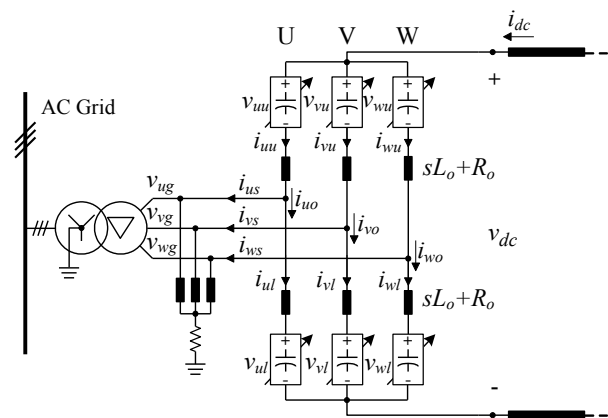 U V W
i_dc
AC Grid
+ + + +
v_uu v_vu v_wu
- - -
i_uu i_vu i_wu
sL_o+R_o
v_ug i_us
i_uo
v_vg i_vs
i_vo
v_dc
v_wg i_ws
i_wo
i_ul i_vl i_wl
sL_o+R_o
+ + +
v_ul v_vl v_wl
- - - -